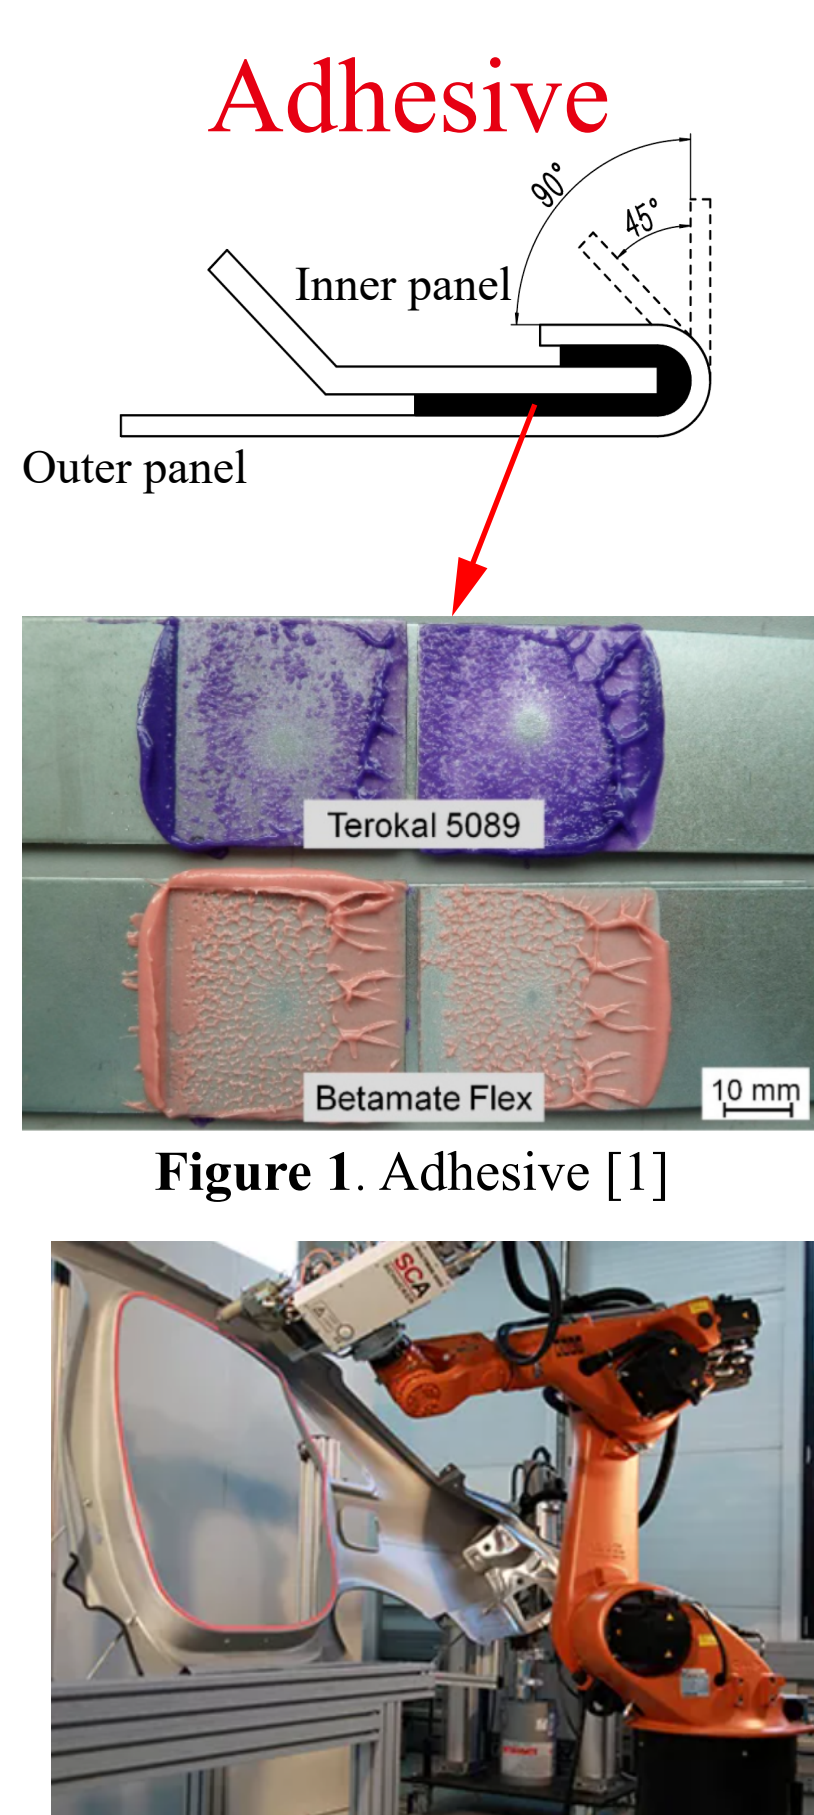 Adhesive
90°
45°
Inner panel
Outer panel
Terokal 5089
Betamate Flex
10 mm
Figure 1. Adhesive [1]
SCA